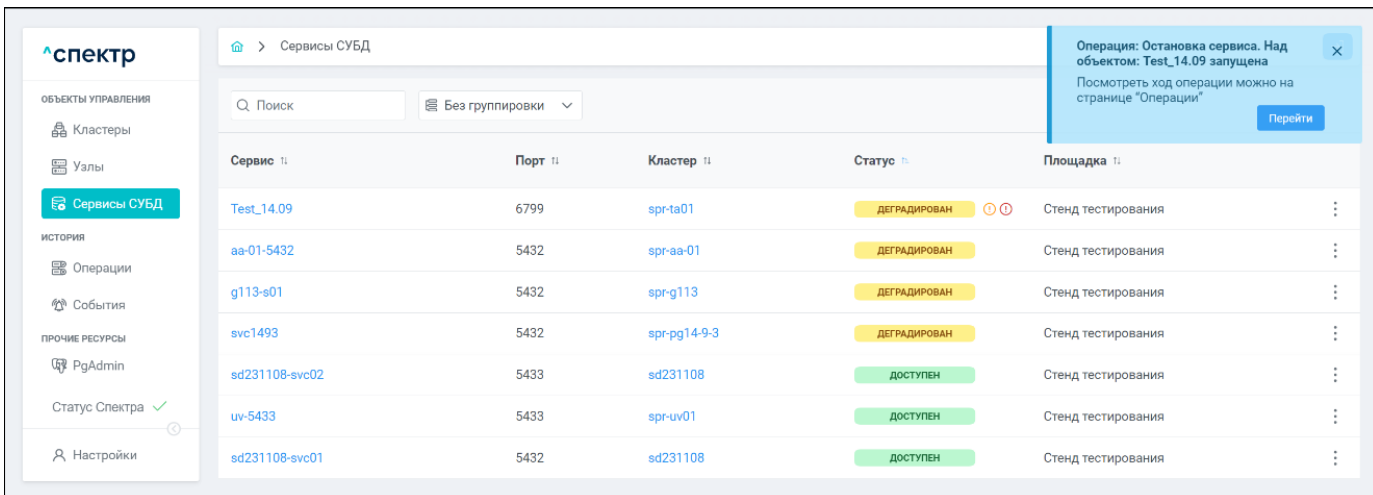 ^спектр
ОБЪЕКТЫ УПРАВЛЕНИЯ
Кластеры
Узлы
Сервисы СУБД
ИСТОРИЯ
Операции
События
ПРОЧИЕ РЕСУРСЫ
PgAdmin
Статус Спектра
Настройки
> Сервисы СУБД
Операция: Остановка сервиса. Над
объектом: Test_14.09 запущена
Посмотреть ход операции можно на
странице "Операции"
Перейти
Поиск Без группировки
Сервис Порт Кластер Статус Площадка
Test_14.09 6799 spr-ta01 ДЕГРАДИРОВАН Стенд тестирования
aa-01-5432 5432 spr-aa-01 ДЕГРАДИРОВАН Стенд тестирования
g113-s01 5432 spr-g113 ДЕГРАДИРОВАН Стенд тестирования
svc1493 5432 spr-pg14-9-3 ДЕГРАДИРОВАН Стенд тестирования
sd231108-svc02 5433 sd231108 ДОСТУПЕН Стенд тестирования
uv-5433 5433 spr-uv01 ДОСТУПЕН Стенд тестирования
sd231108-svc01 5432 sd231108 ДОСТУПЕН Стенд тестирования